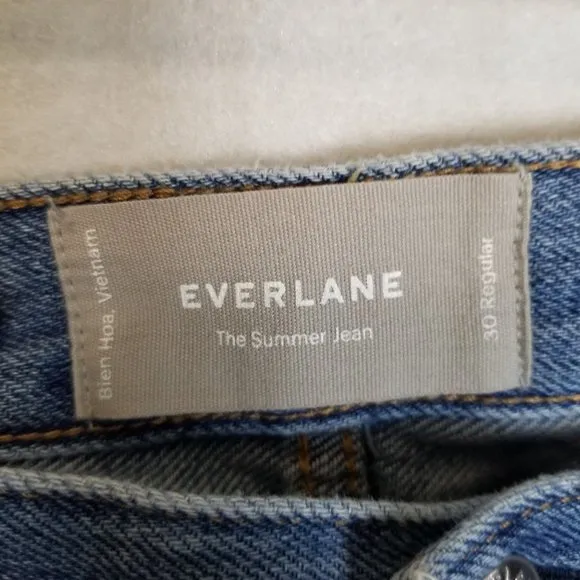 Bien Hoa, Vietnam
EVERLANE
The Summer Jean
30 Regular